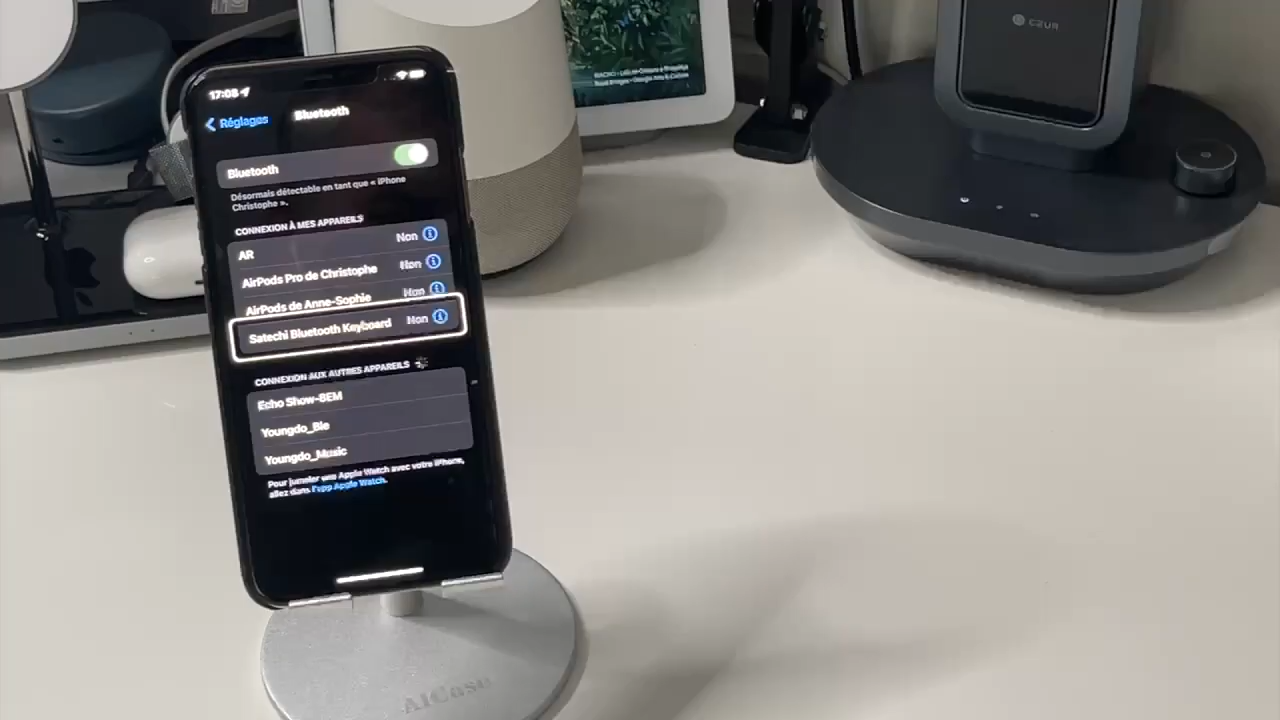 17:08
Réglages
Bluetooth
Bluetooth
Désormais détectable en tant que « iPhone
Christophe ».
CONNEXION À MES APPAREILS
AR Non
AirPods Pro de Christophe Non
AirPods de Anne-Sophie Non
Satechi Bluetooth Keyboard Non
CONNEXION AUX AUTRES APPAREILS
Echo Show-BEM
Youngdo_Ble
Youngdo_Music
Pour jumeler une Apple Watch avec votre iPhone,
allez dans l'app Apple Watch.
AICase
CZUR